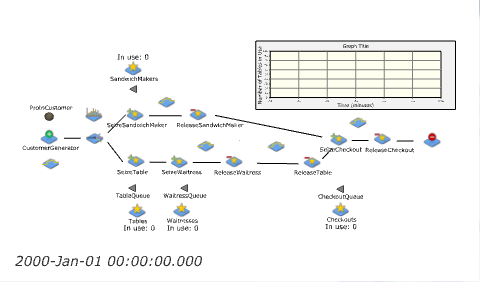 In use: 0
SandwichMakers
Graph Title
Number of Tables in Use
Time (minutes)
ProtoCustomer
CustomerGenerator
SeizeSandwichMaker
ReleaseSandwichMaker
SeizeCheckout
ReleaseCheckout
SeizeTable
SeizeWaitress
ReleaseWaitress
ReleaseTable
TableQueue
WaitressQueue
CheckoutQueue
Tables
In use: 0
Waitresses
In use: 0
Checkouts
In use: 0
2000-Jan-01 00:00:00.000